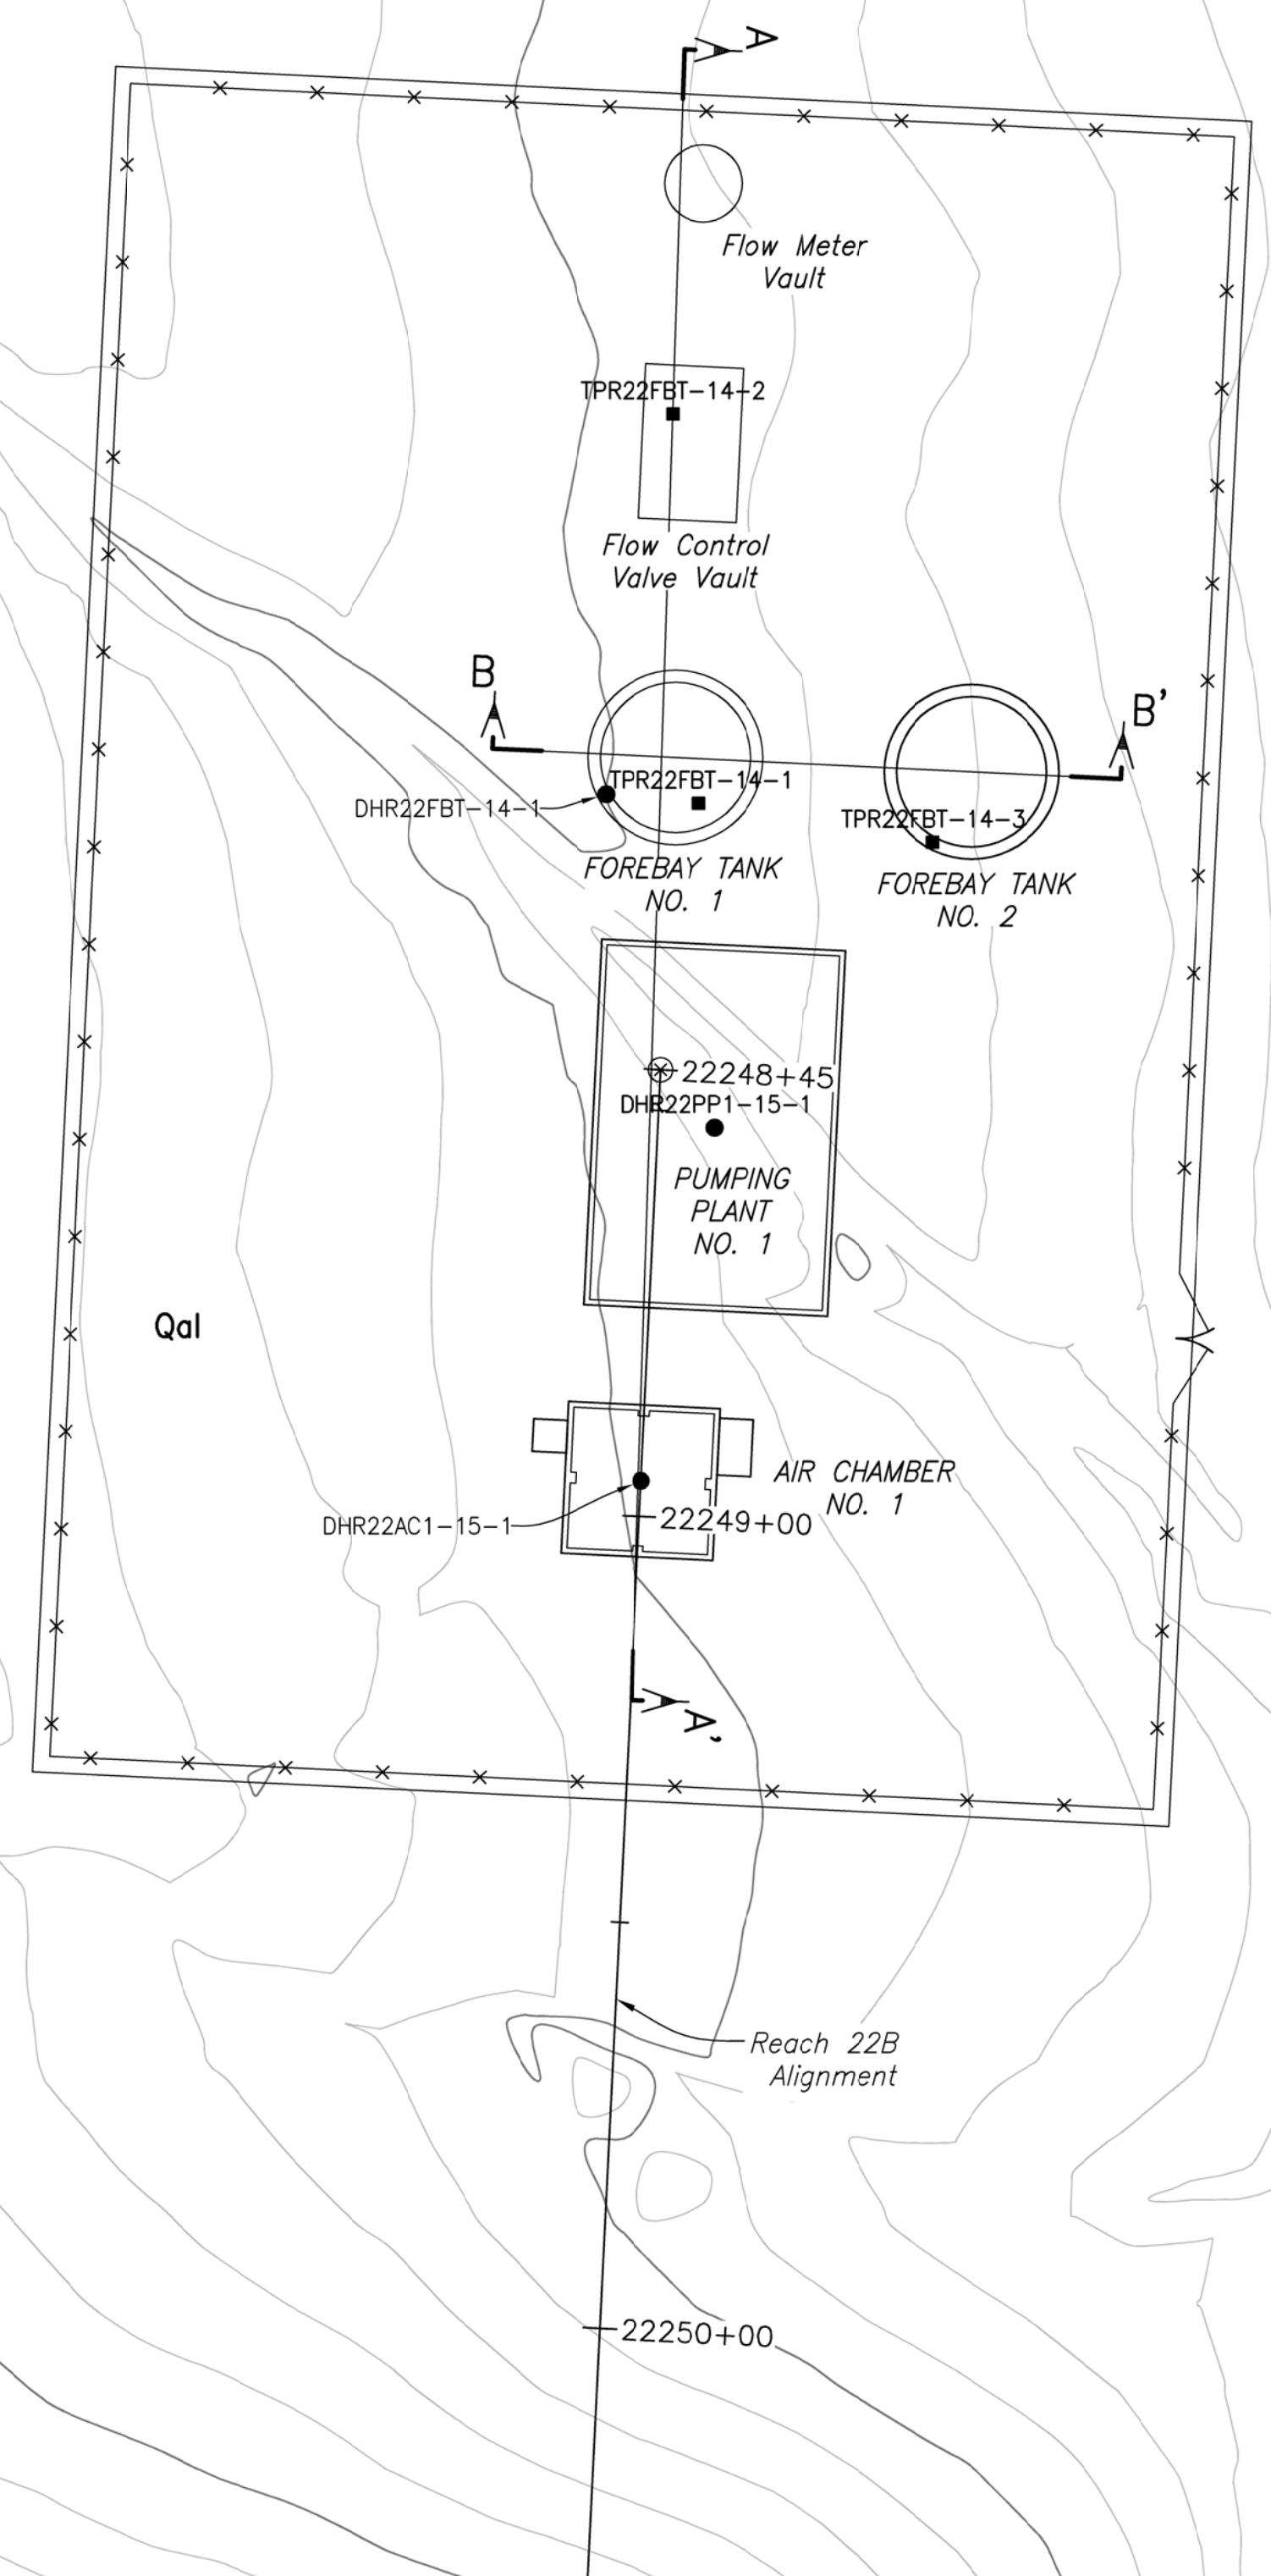 A
Flow Meter
Vault
TPR22FBT-14-2
Flow Control
Valve Vault
B
B'
TPR22FBT-14-1
DHR22FBT-14-1
TPR22FBT-14-3
FOREBAY TANK
NO. 1
FOREBAY TANK
NO. 2
22248+45
DHR22PP1-15-1
PUMPING
PLANT
NO. 1
Qal
AIR CHAMBER
NO. 1
DHR22AC1-15-1
22249+00
A'
Reach 22B
Alignment
22250+00